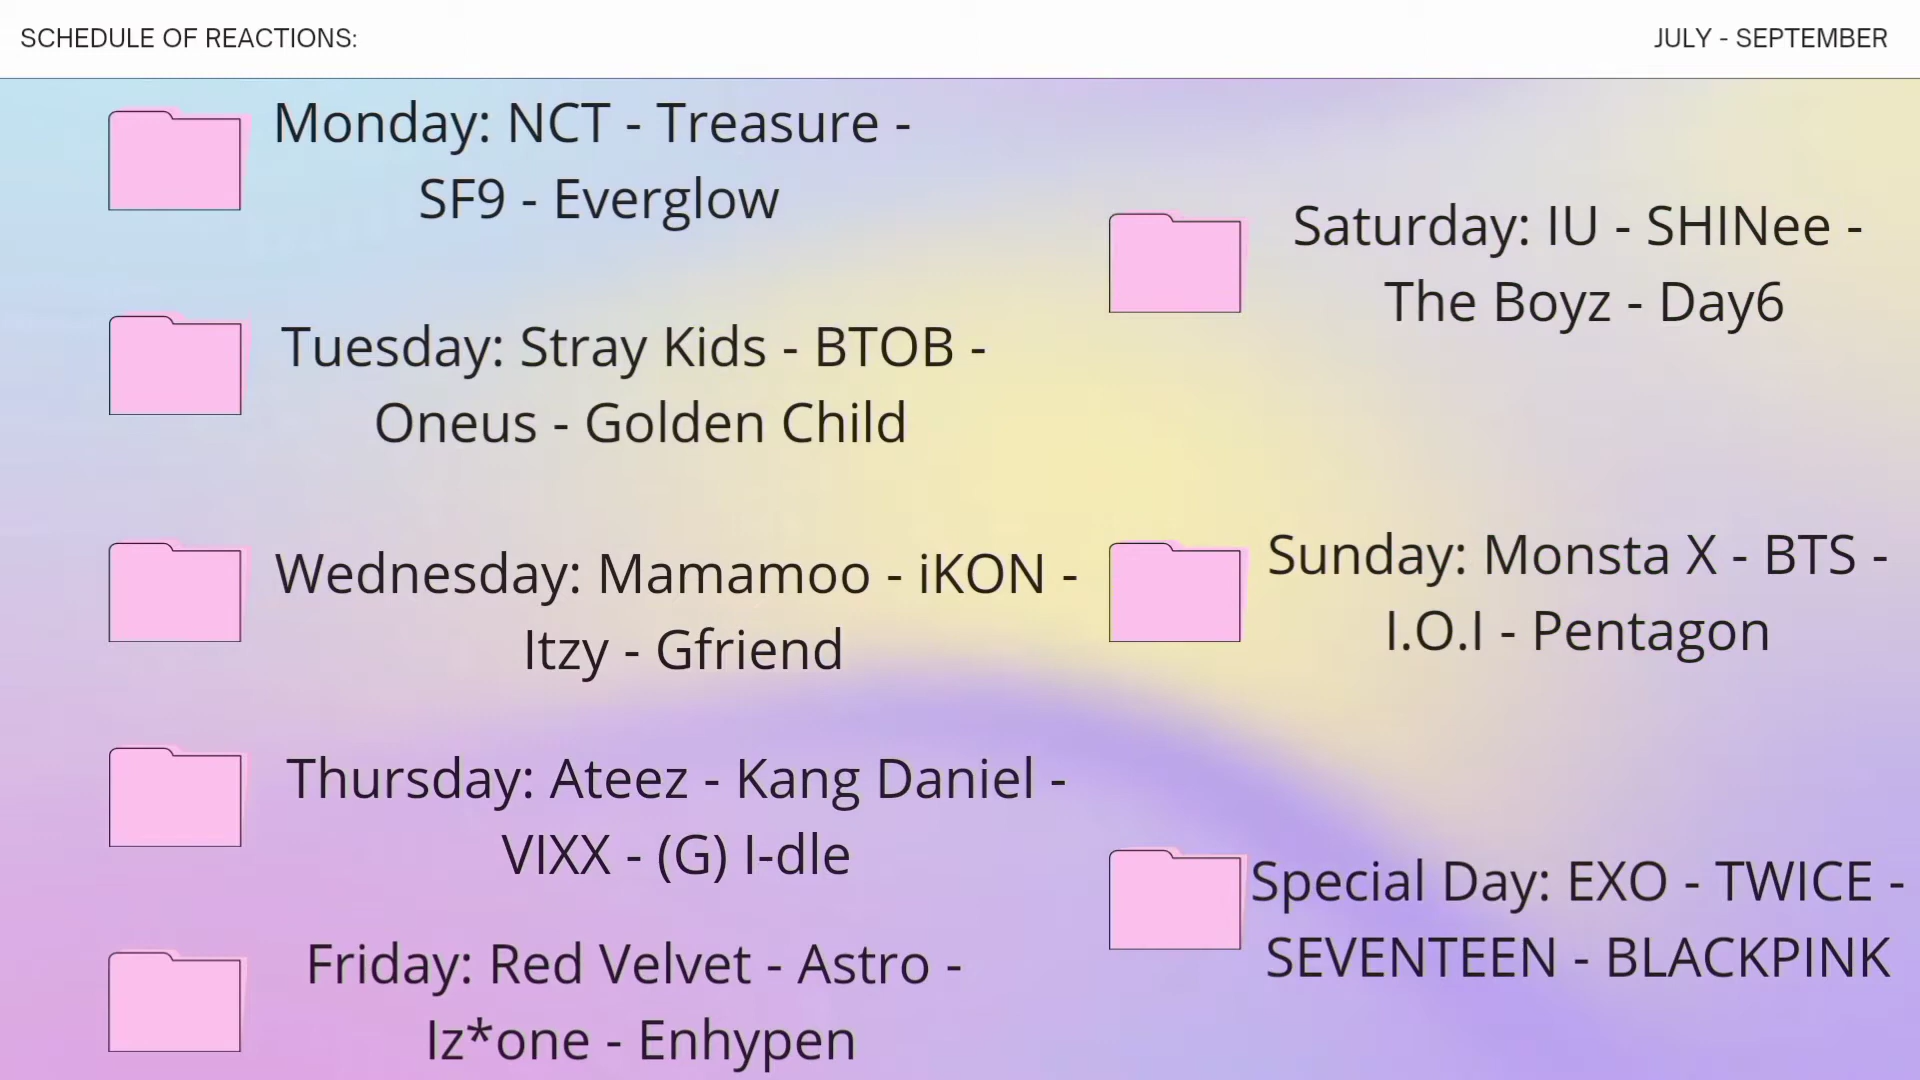 SCHEDULE OF REACTIONS:
JULY - SEPTEMBER
Monday: NCT - Treasure -
SF9 - Everglow
Tuesday: Stray Kids - BTOB -
Oneus - Golden Child
Wednesday: Mamamoo - iKON -
Itzy - Gfriend
Thursday: Ateez - Kang Daniel -
VIXX - (G) I-dle
Friday: Red Velvet - Astro -
Iz*one - Enhypen
Saturday: IU - SHINee -
The Boyz - Day6
Sunday: Monsta X - BTS -
I.O.I - Pentagon
Special Day: EXO - TWICE -
SEVENTEEN - BLACKPINK